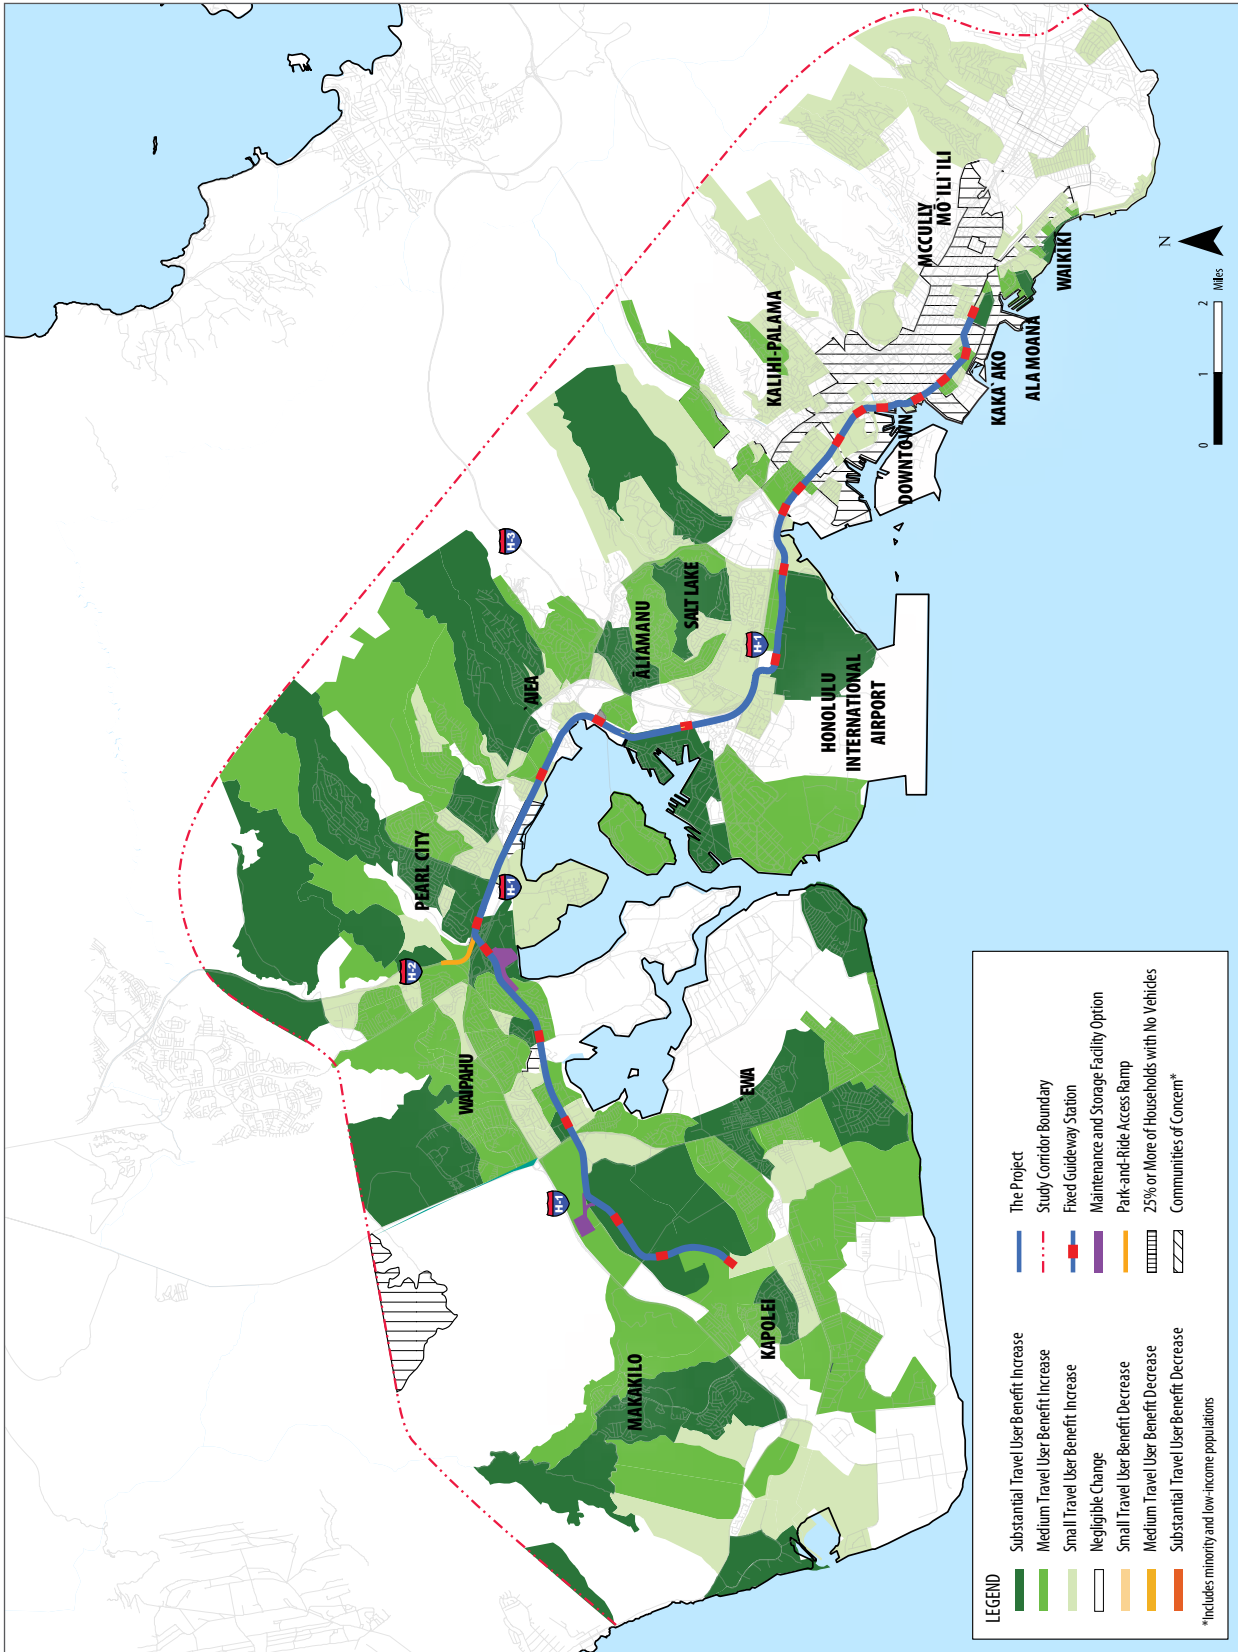 H-3
H-1
H-2
H-1
H-1
`AIEA
PEARL CITY
WAIPAHU
ĀLIAMANU
SALT LAKE
HONOLULU
INTERNATIONAL
AIRPORT
KALIHI-PALAMA
MCCULLY
MŌ`ILI`ILI
DOWNTOWN
KAKA`AKO
ALA MOANA
WAIKIKI
`EWA
KAPOLEI
MAKAKILO
N
0 1 2
Miles
LEGEND
Substantial Travel User Benefit Increase
Medium Travel User Benefit Increase
Small Travel User Benefit Increase
Negligible Change
Small Travel User Benefit Decrease
Medium Travel User Benefit Decrease
Substantial Travel User Benefit Decrease
The Project
Study Corridor Boundary
Fixed Guideway Station
Maintenance and Storage Facility Option
Park-and-Ride Access Ramp
25% or More of Households with No Vehicles
Communities of Concern*
*Includes minority and low-income populations